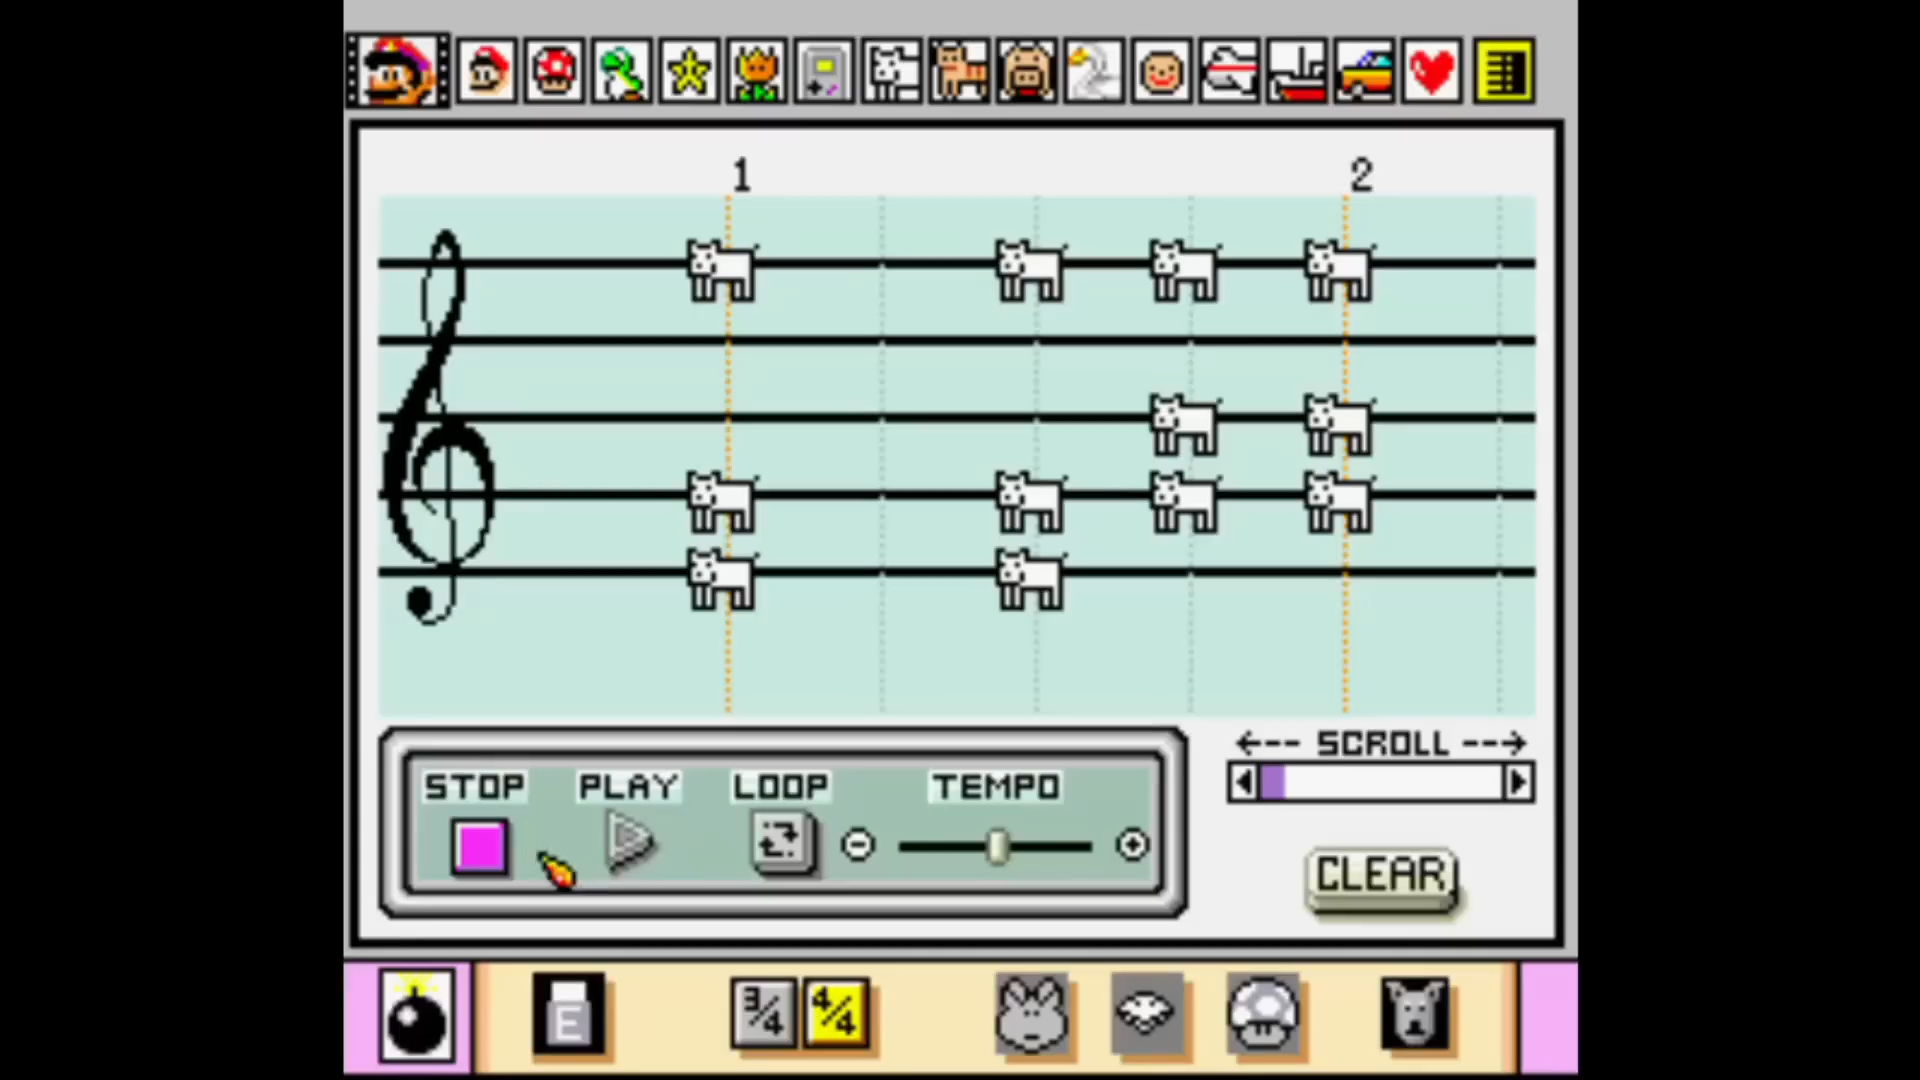 1 2
<--- SCROLL --->
STOP PLAY LOOP TEMPO
CLEAR
E 3/4 4/4